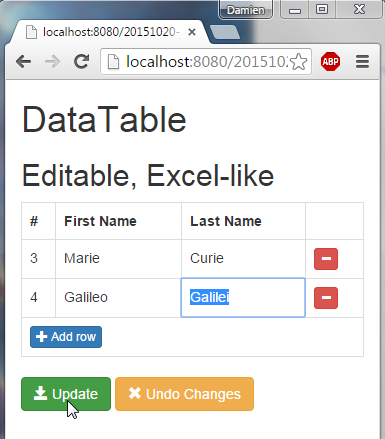 Damien
localhost:8080/20151020-
localhost:8080/201510
ABP
DataTable
Editable, Excel-like
# First Name Last Name
3 Marie Curie
4 Galileo Galilei
Add row
Update Undo Changes